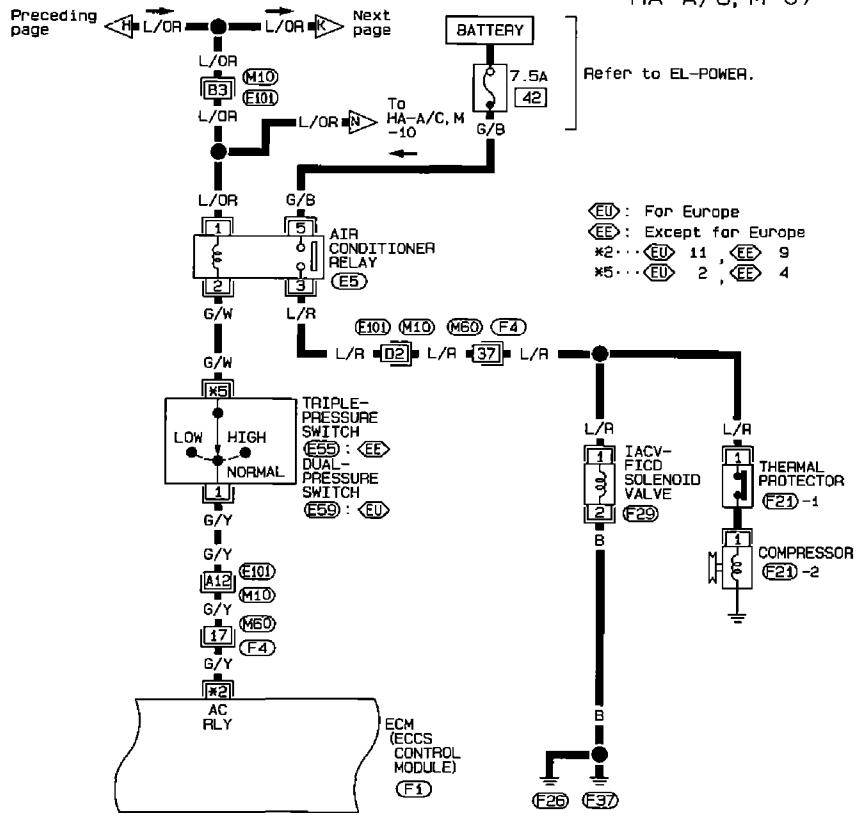 HA-A/C, M-09
Preceding page
H
L/OR
L/OR
K
Next page
BATTERY
7.5A
42
Refer to EL-POWER.
L/OR
B3
M10
E101
L/OR
L/OR
N
To HA-A/C, M
-10
G/B
L/OR
G/B
1
5
AIR
CONDITIONER
RELAY
E5
2
3
G/W
L/R
EU : For Europe
EE : Except for Europe
*2··· EU 11 , EE 9
*5··· EU 2 , EE 4
E101 M10 M60 F4
L/R D2 L/R 37 L/R
G/W
*5
LOW HIGH
NORMAL
1
TRIPLE-
PRESSURE
SWITCH
E55 : EE
DUAL-
PRESSURE
SWITCH
E59 : EU
L/R
L/R
1
IACV-
FICD
SOLENOID
VALVE
2
F29
B
1
THERMAL
PROTECTOR
F21 -1
1
COMPRESSOR
F21 -2
G/Y
G/Y
A12
E101
M10
G/Y
17
M60
F4
G/Y
*2
AC
RLY
ECM
(ECCS
CONTROL
MODULE)
F1
B
F26 F37